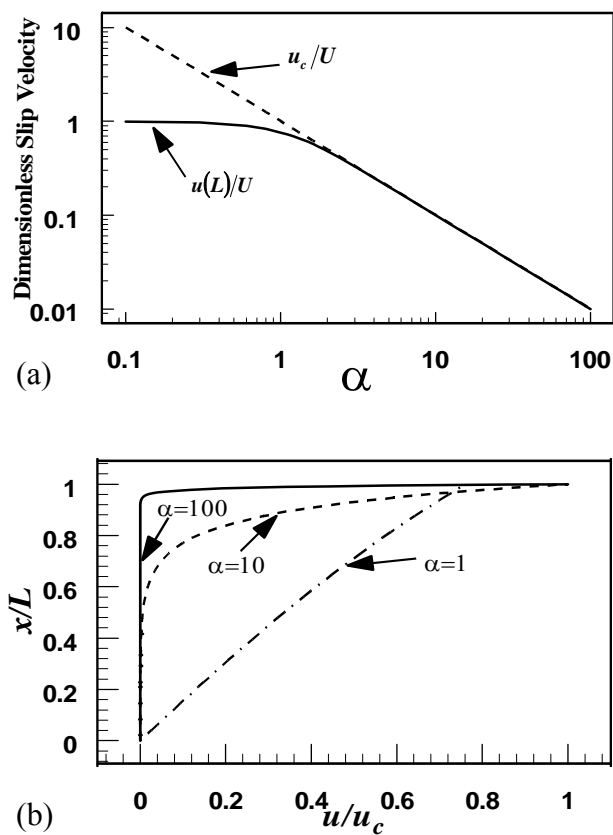 Dimensionless Slip Velocity
10
1
0.1
0.01
u_c/U
u(L)/U
0.1 1 10 100
(a)
α
x/L
1
0.8
0.6
0.4
0.2
0
α=100
α=10
α=1
0 0.2 0.4 0.6 0.8 1
(b)
u/u_c